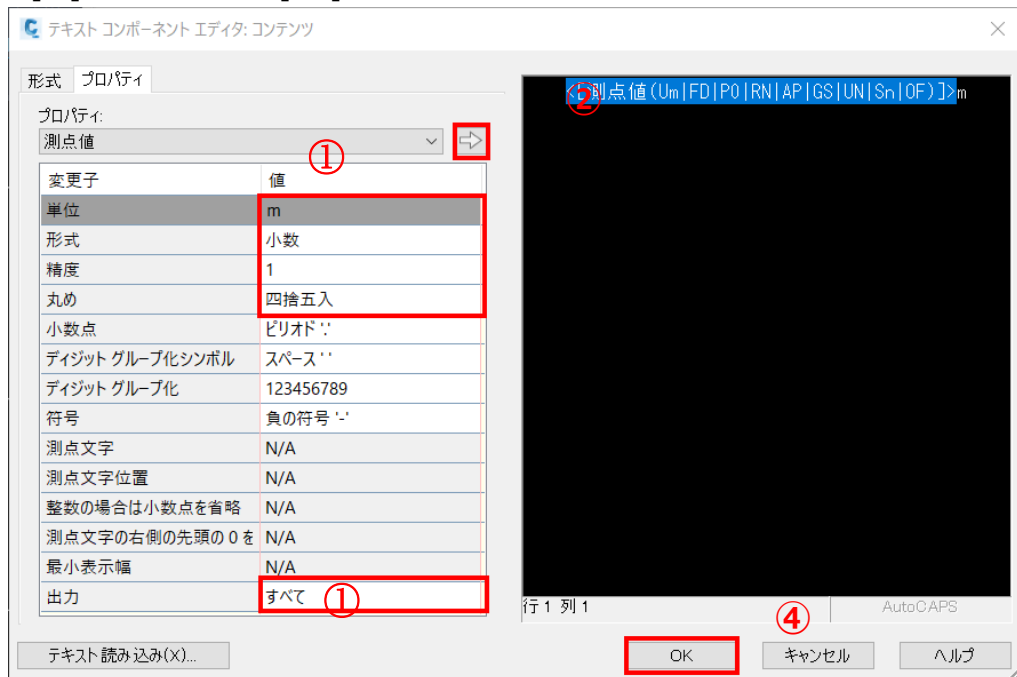 テキスト コンポーネント エディタ: コンテンツ
形式 プロパティ
プロパティ:
測点値
①
変更子 値
単位 m
形式 小数
精度 1
丸め 四捨五入
小数点 ピリオド '.'
ディジット グループ化シンボル スペース ' '
ディジット グループ化 123456789
符号 負の符号 '-'
測点文字 N/A
測点文字位置 N/A
整数の場合は小数点を省略 N/A
測点文字の右側の先頭の 0 を N/A
最小表示幅 N/A
出力 すべて
①
<[測点値(Um|FD|P0|RN|AP|GS|UN|Sn|OF)]>m
②
行 1 列 1
AutoCAPS
④
テキスト読み込み(X)...
OK
キャンセル
ヘルプ